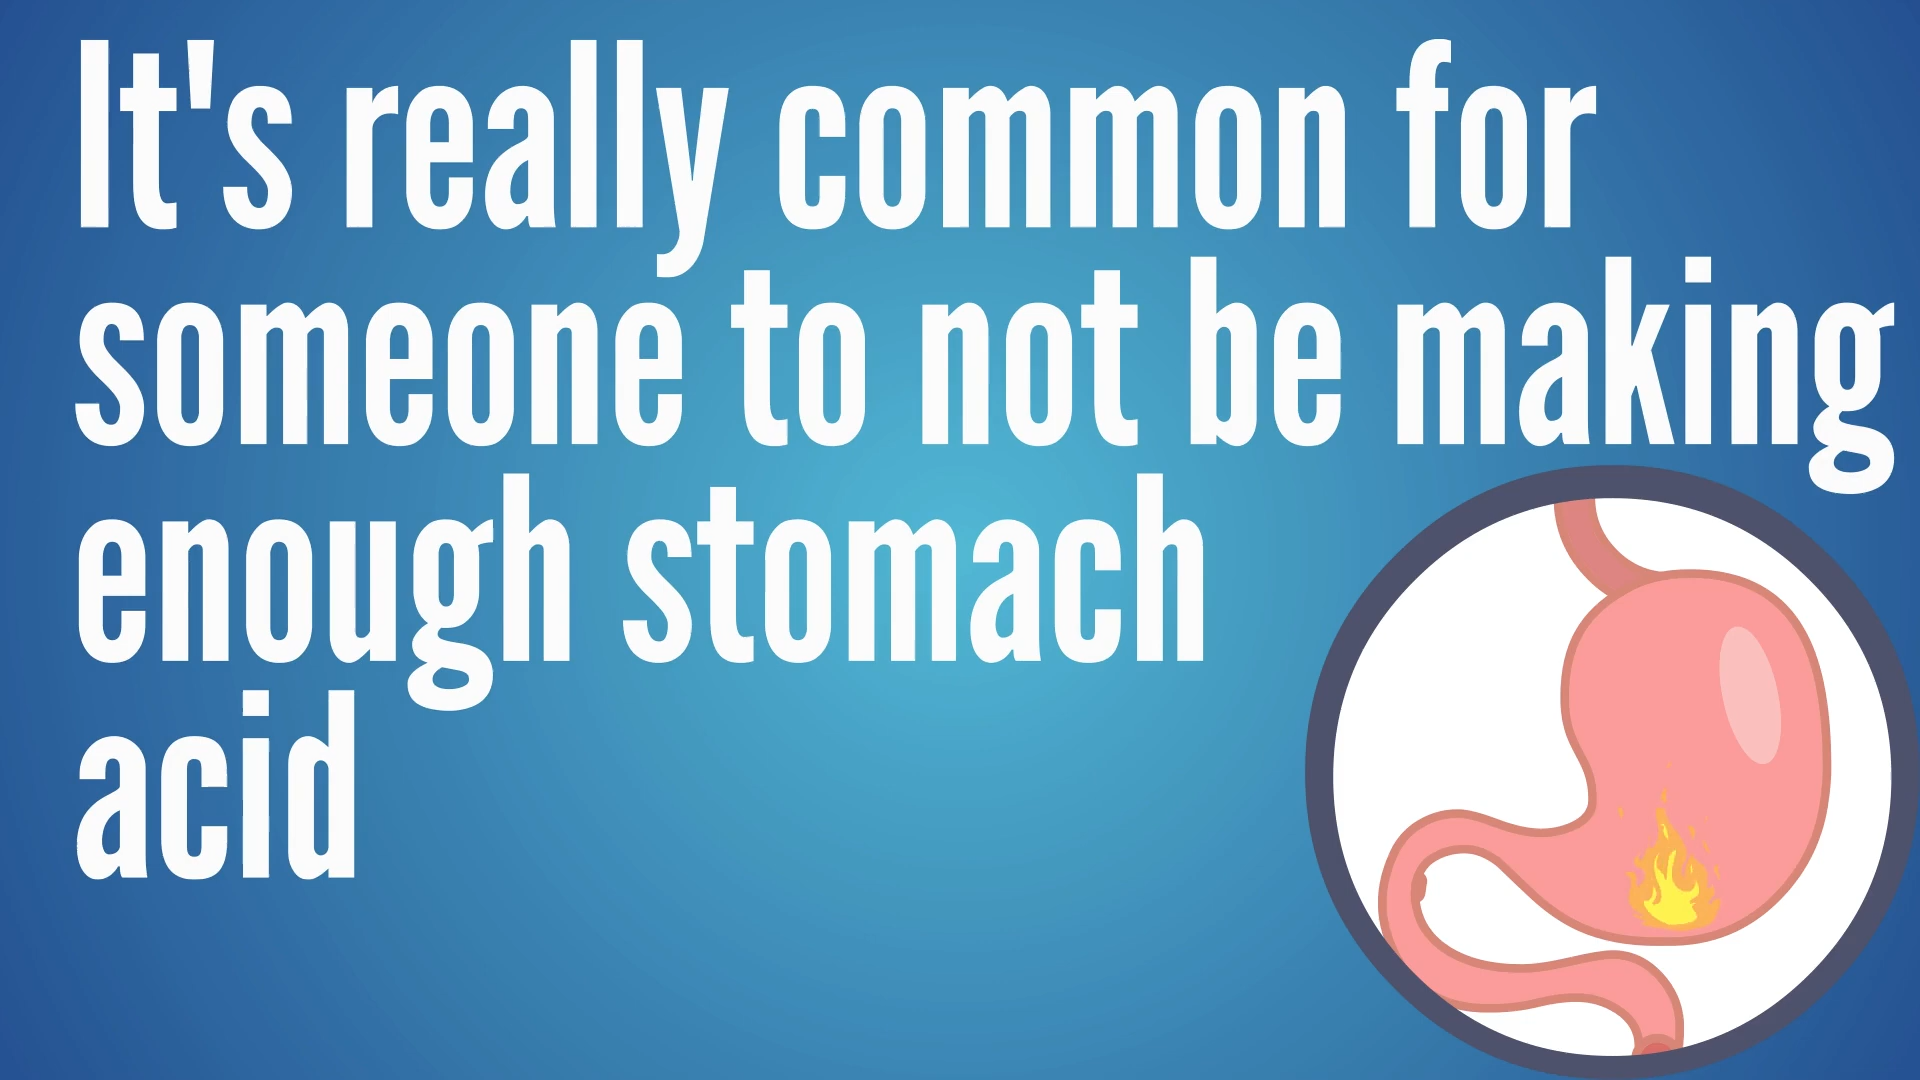 It's really common for
someone to not be making
enough stomach
acid